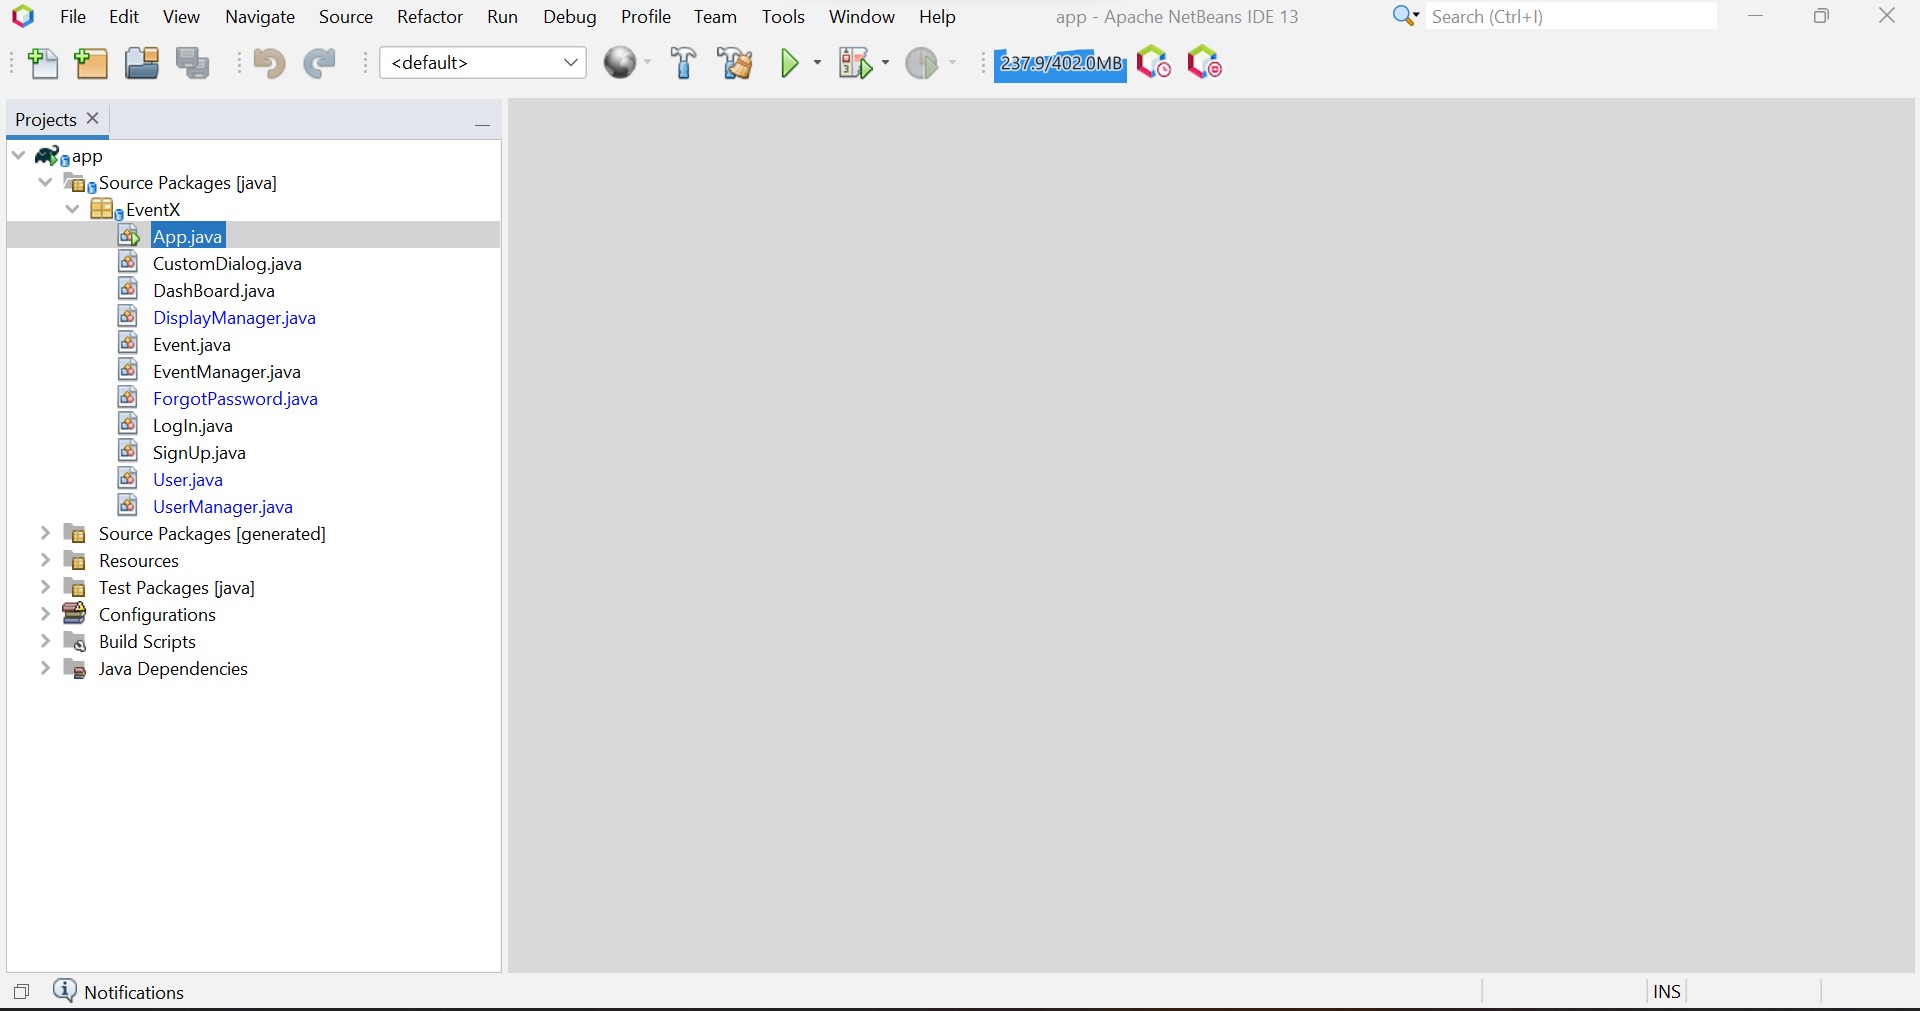 File Edit View Navigate Source Refactor Run Debug Profile Team Tools Window Help app - Apache NetBeans IDE 13 Search (Ctrl+I)
<default> 237.9/402.0MB
Projects
app
Source Packages [java]
EventX
App.java
CustomDialog.java
DashBoard.java
DisplayManager.java
Event.java
EventManager.java
ForgotPassword.java
LogIn.java
SignUp.java
User.java
UserManager.java
Source Packages [generated]
Resources
Test Packages [java]
Configurations
Build Scripts
Java Dependencies
Notifications INS